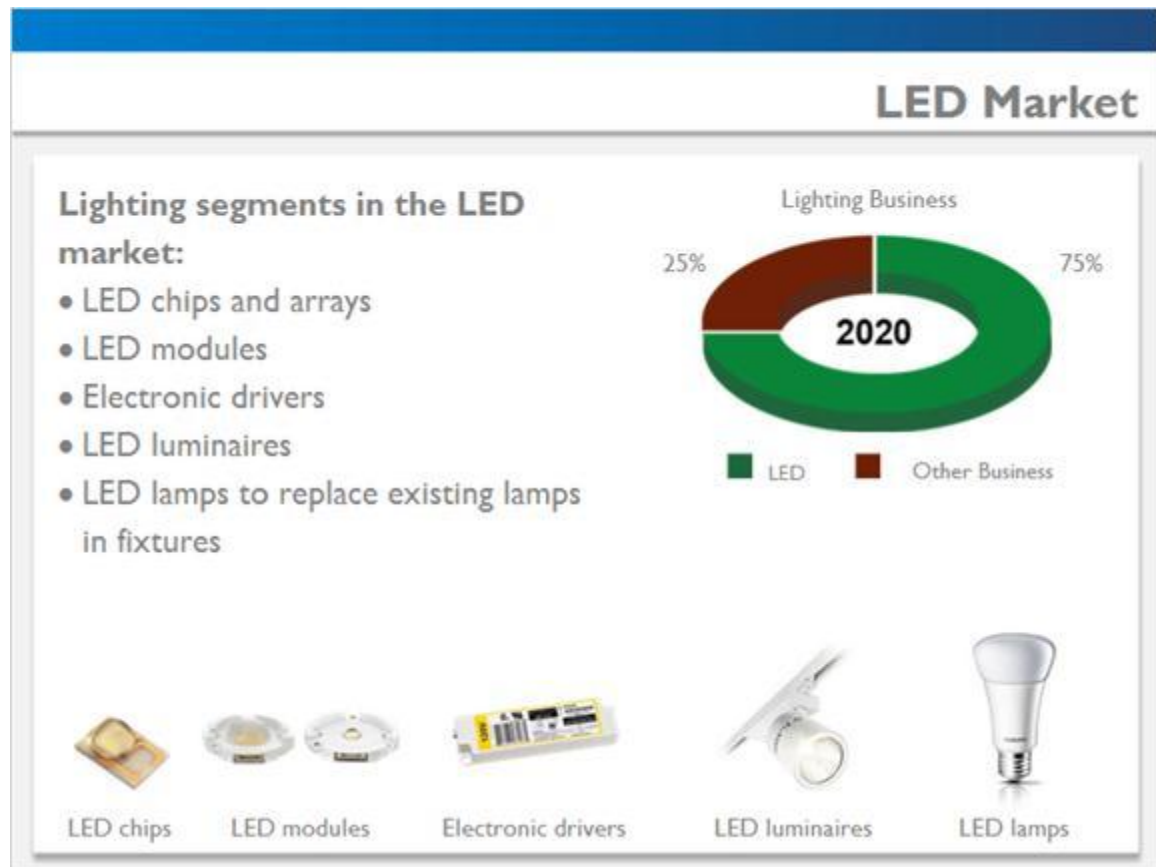 LED Market
Lighting segments in the LED
market:
• LED chips and arrays
• LED modules
• Electronic drivers
• LED luminaires
• LED lamps to replace existing lamps
in fixtures
Lighting Business
25%
75%
2020
LED
Other Business
LED chips
LED modules
Electronic drivers
LED luminaires
LED lamps